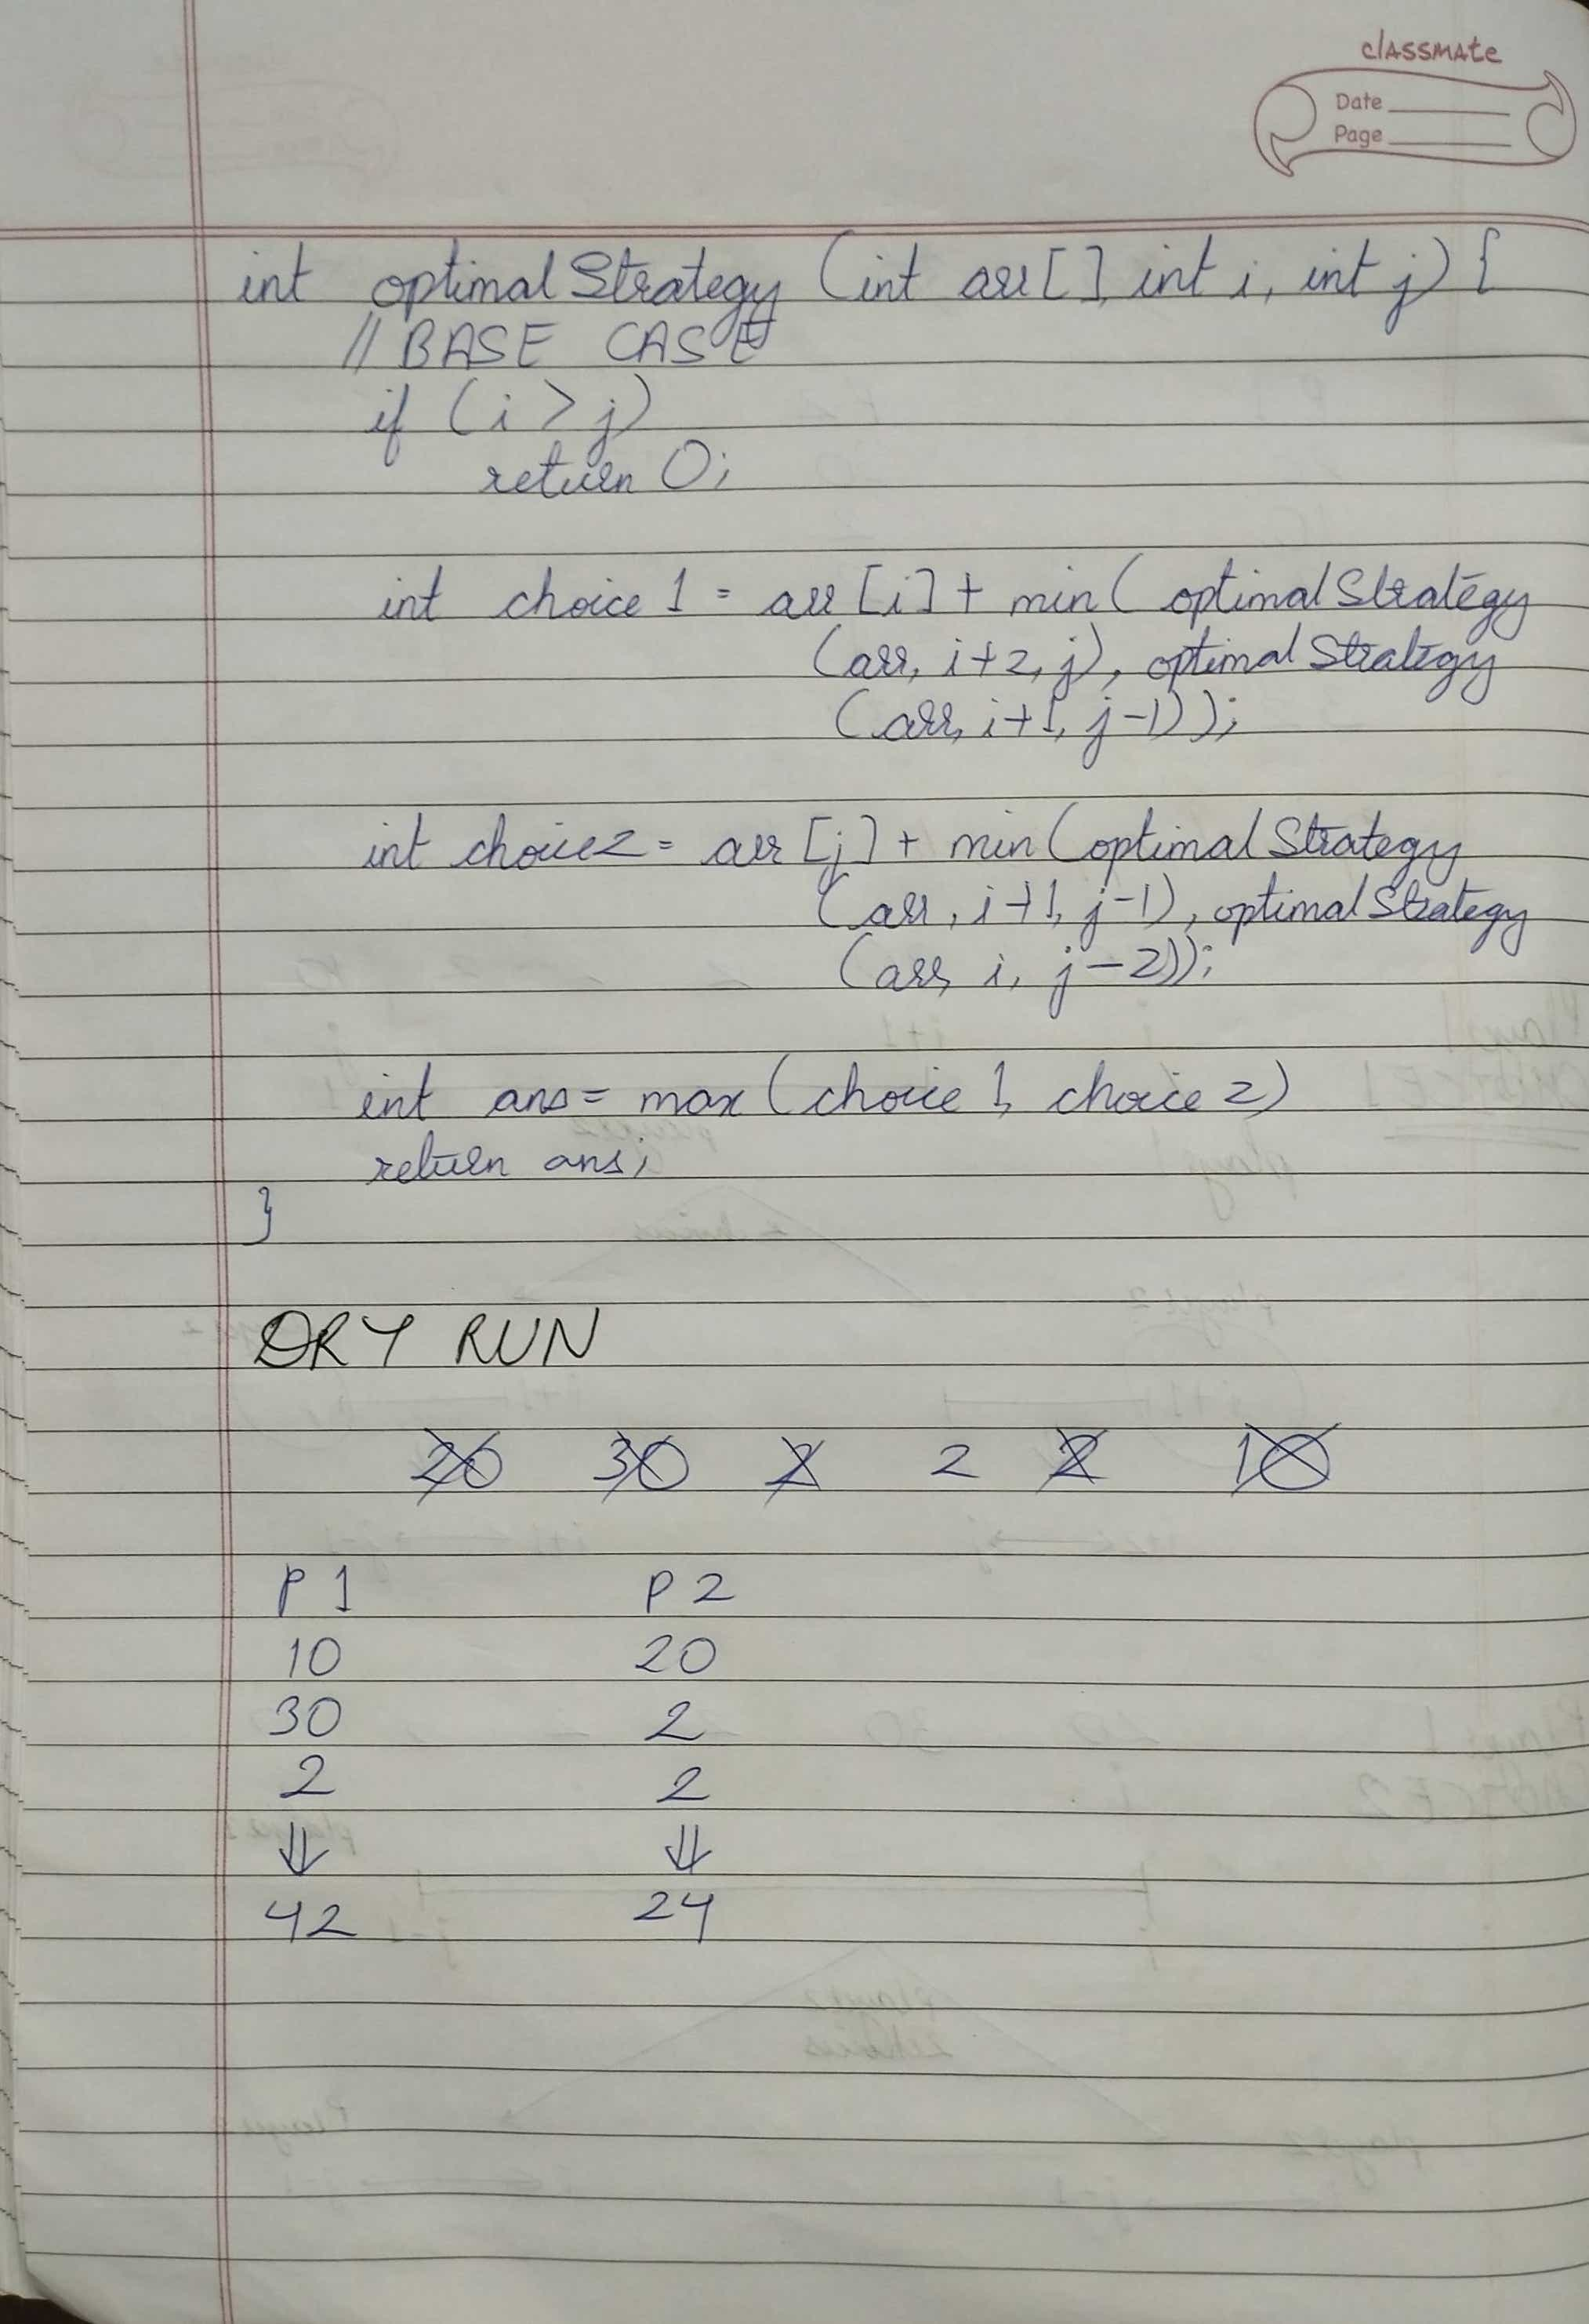 classmate
Date
Page
int optimalStrategy (int arr[], int i, int j) {
// BASE CASE
if (i > j)
return 0;
int choice 1 = arr [i] + min( optimalStrategy
(arr, i+2, j), optimalStrategy
(arr, i+1, j-1));
int choice2 = arr [j] + min(optimalStrategy
(arr, i+1, j-1), optimalStrategy
(arr, i, j-2));
int ans = max (choice 1, choice 2)
return ans;
}
DRY RUN
20 30 2 2 2 10
P 1 P 2
10 20
30 2
2 2
⇓ ⇓
42 24